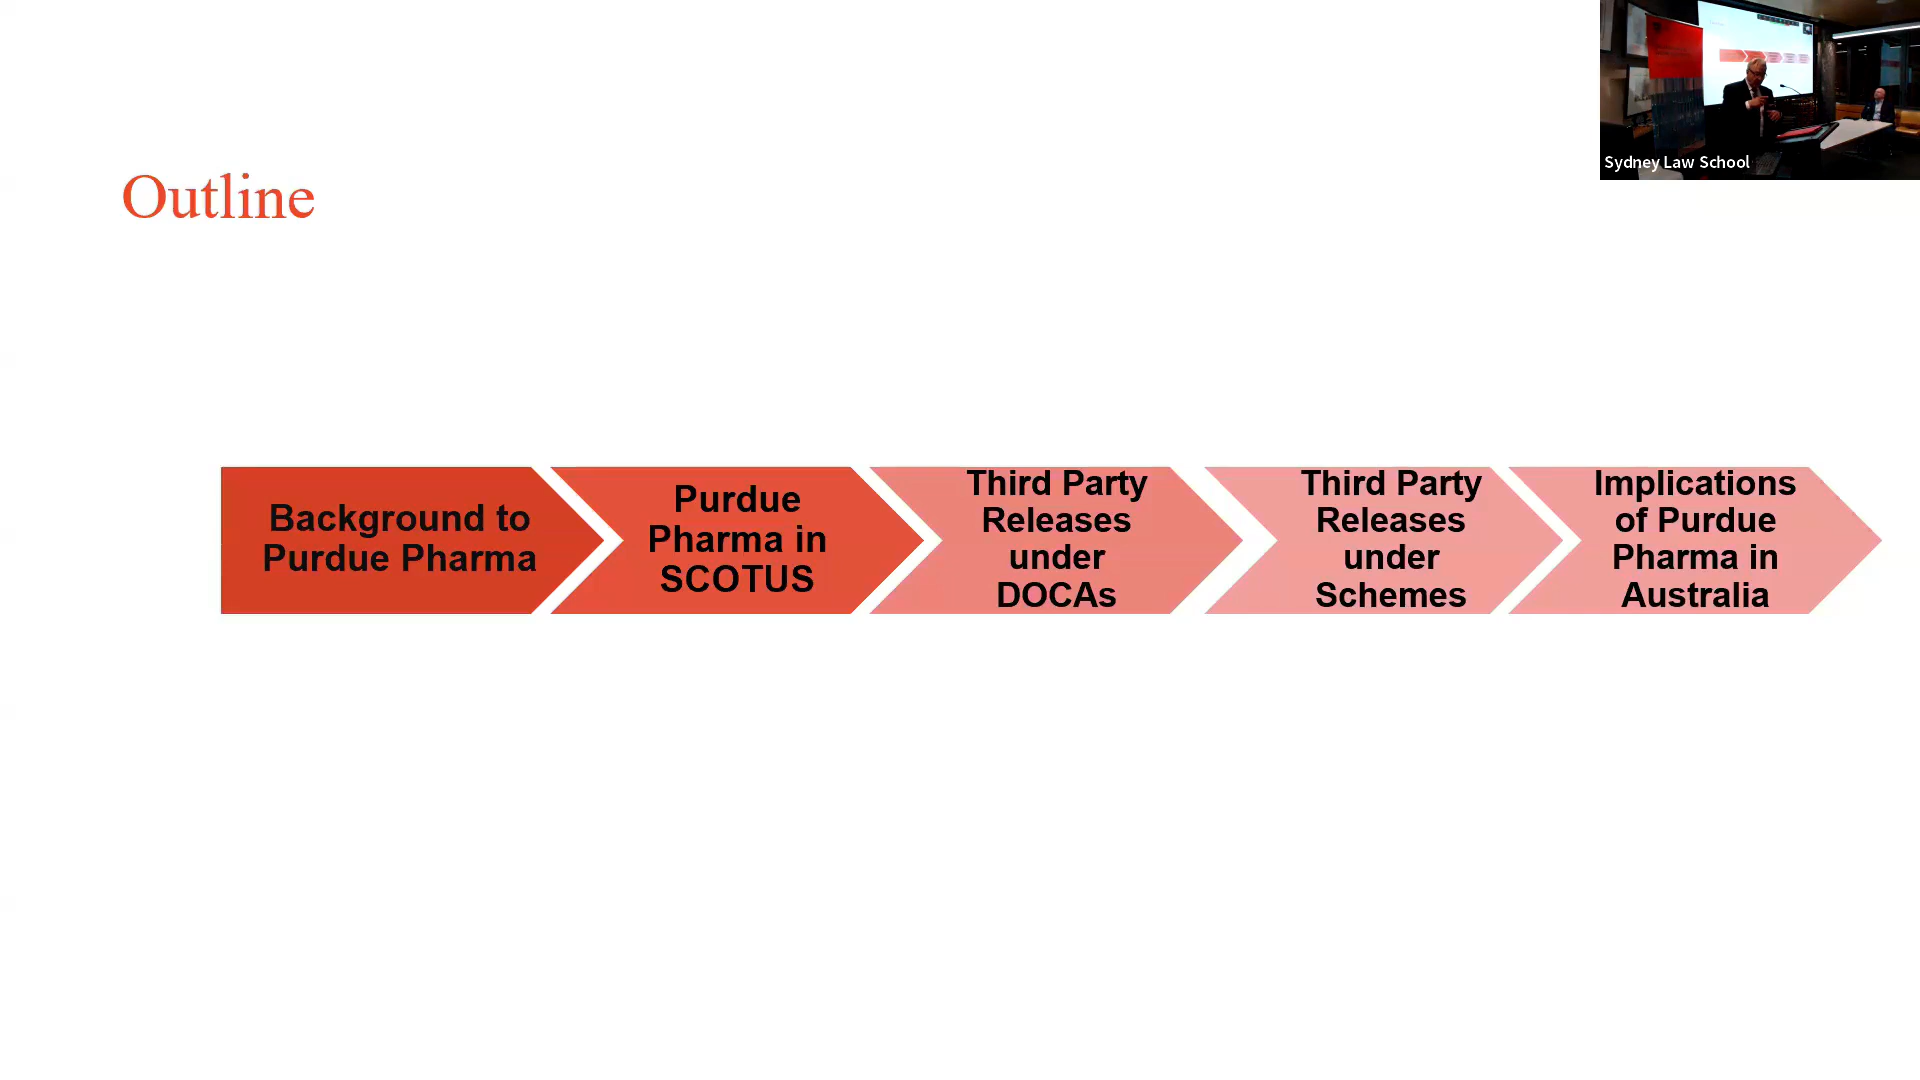 Sydney Law School
Outline
Background to
Purdue Pharma
Purdue
Pharma in
SCOTUS
Third Party
Releases
under
DOCAs
Third Party
Releases
under
Schemes
Implications
of Purdue
Pharma in
Australia